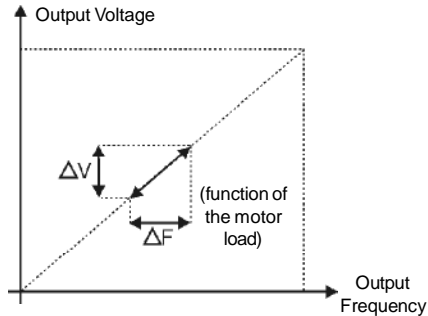 Output Voltage
ΔV
(function of
the motor
load)
ΔF
Output
Frequency